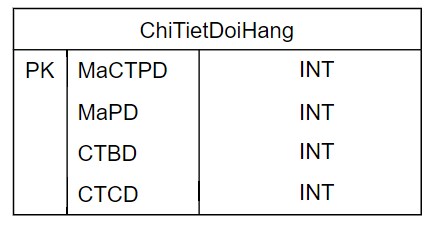 ChiTietDoiHang
PK MaCTPD INT
MaPD INT
CTBD INT
CTCD INT